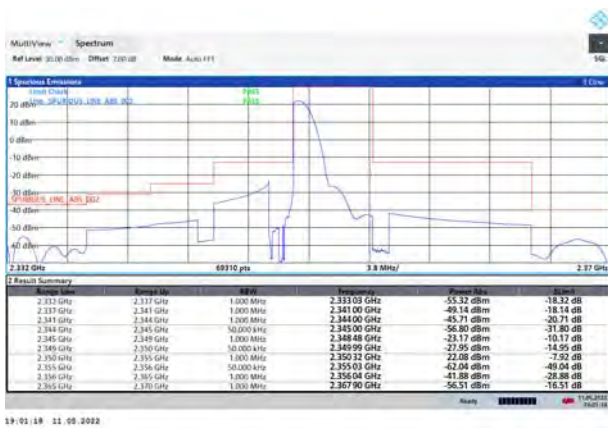 MultiView Spectrum
Ref Level 30.00 dBm Offset 7.00 dB Mode Auto FFT
SGL
1 Spurious Emissions
Limit Check PASS
Line _SPURIOUS_LINE_ABS_002 PASS
20 dBm
10 dBm
0 dBm
-10 dBm
-20 dBm
-30 dBm
_SPURIOUS_LINE_ABS_002
-40 dBm
-50 dBm
-60 dBm
2.332 GHz 69310 pts 3.8 MHz/ 2.37 GHz
2 Result Summary
Range Low Range Up RBW Frequency Power Abs ΔLimit
2.332 GHz 2.337 GHz 1.000 MHz 2.33303 GHz -55.32 dBm -18.32 dB
2.337 GHz 2.341 GHz 1.000 MHz 2.34100 GHz -49.14 dBm -18.14 dB
2.341 GHz 2.344 GHz 1.000 MHz 2.34400 GHz -45.71 dBm -20.71 dB
2.344 GHz 2.345 GHz 50.000 kHz 2.34500 GHz -56.80 dBm -31.80 dB
2.345 GHz 2.349 GHz 1.000 MHz 2.34848 GHz -23.17 dBm -10.17 dB
2.349 GHz 2.350 GHz 50.000 kHz 2.34999 GHz -27.95 dBm -14.95 dB
2.350 GHz 2.355 GHz 1.000 MHz 2.35032 GHz 22.08 dBm -7.92 dB
2.355 GHz 2.356 GHz 50.000 kHz 2.35503 GHz -62.04 dBm -49.04 dB
2.356 GHz 2.365 GHz 1.000 MHz 2.35604 GHz -41.88 dBm -28.88 dB
2.365 GHz 2.370 GHz 1.000 MHz 2.36790 GHz -56.51 dBm -16.51 dB
Ready 11.05.2022
19:01:18
19:01:18 11.05.2022